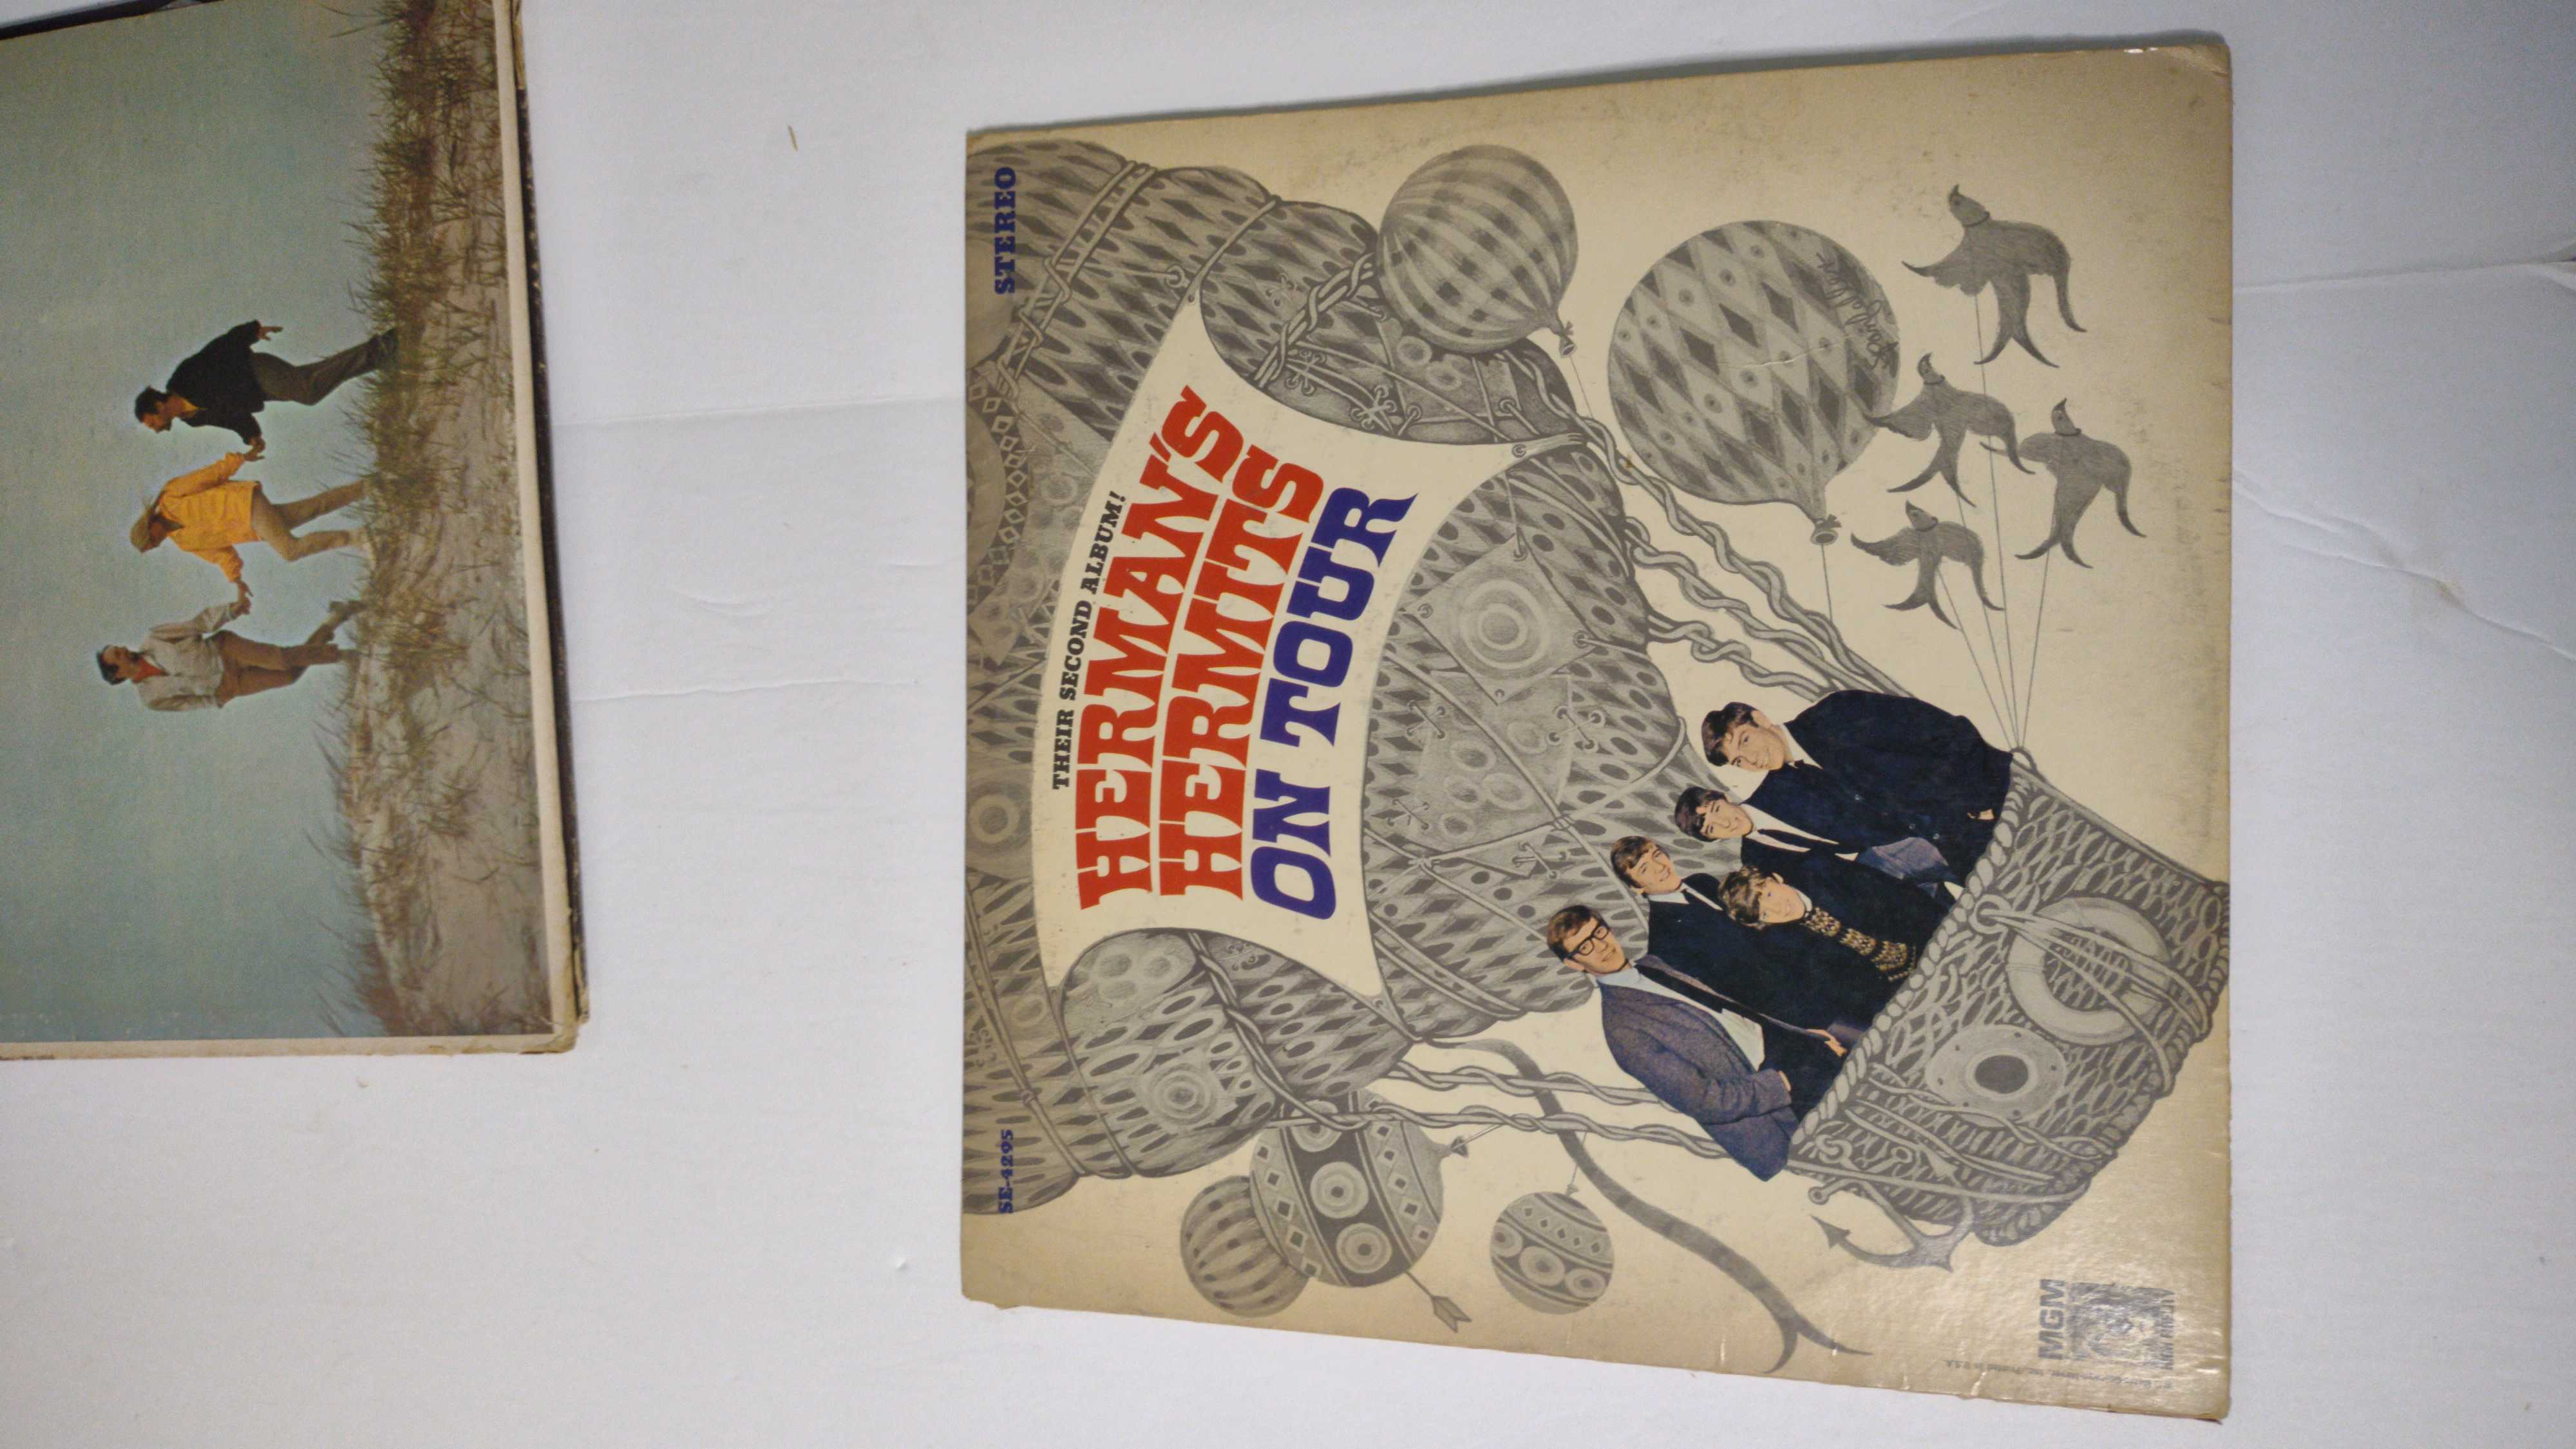 STEREO
SE-4295
THEIR SECOND ALBUM!
HERMAN'S
HERMITS
ON TOUR
MGM